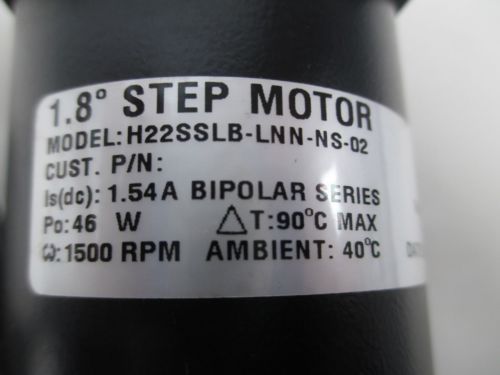 1.8° STEP MOTOR
MODEL: H22SSLB-LNN-NS-02
CUST. P/N:
Is(dc): 1.54A BIPOLAR SERIES
Po: 46 W △T: 90°C MAX
ω: 1500 RPM AMBIENT: 40°C